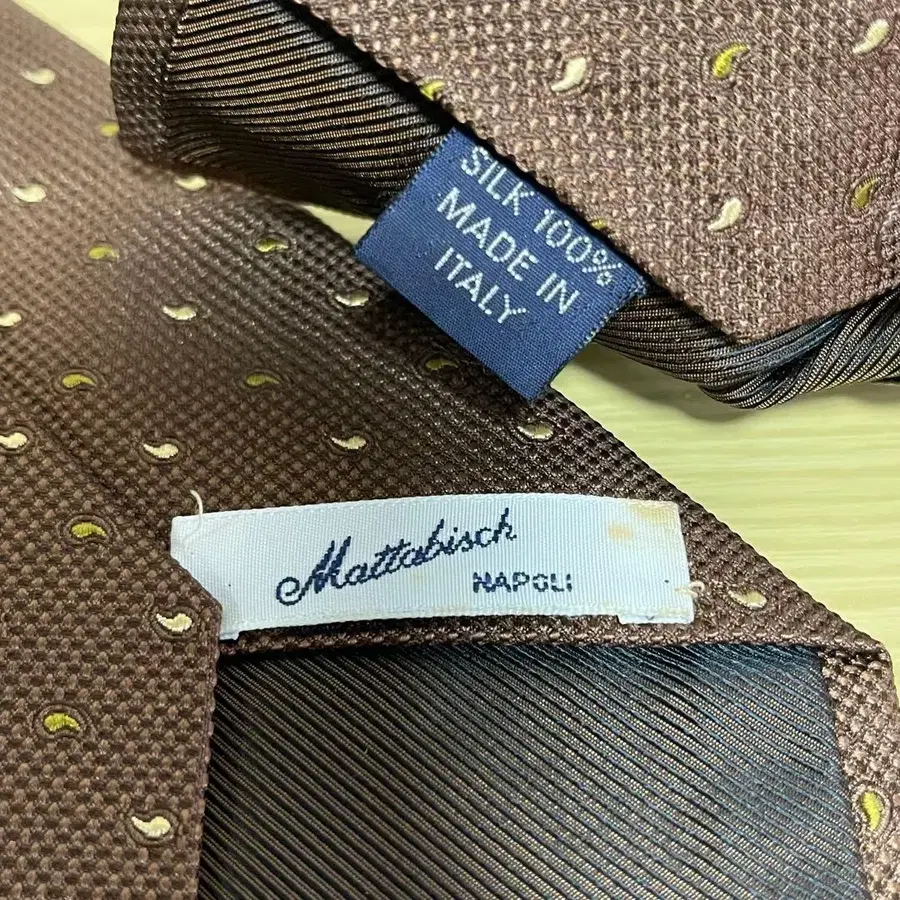 SILK 100%
MADE IN
ITALY
Mattabisch
NAPOLI